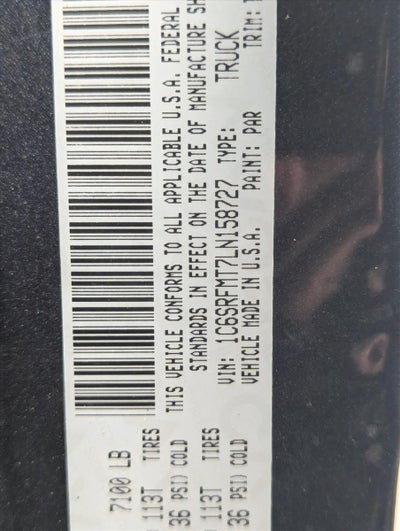 7100 LB
113T TIRES
36 PSI) COLD
113T TIRES
36 PSI) COLD
THIS VEHICLE CONFORMS TO ALL APPLICABLE U.S.A. FEDERAL
STANDARDS IN EFFECT ON THE DATE OF MANUFACTURE
VIN: 1C6SRFMT7LN158727 TYPE: TRUCK
VEHICLE MADE IN U.S.A. PAINT: PAR TRIM: